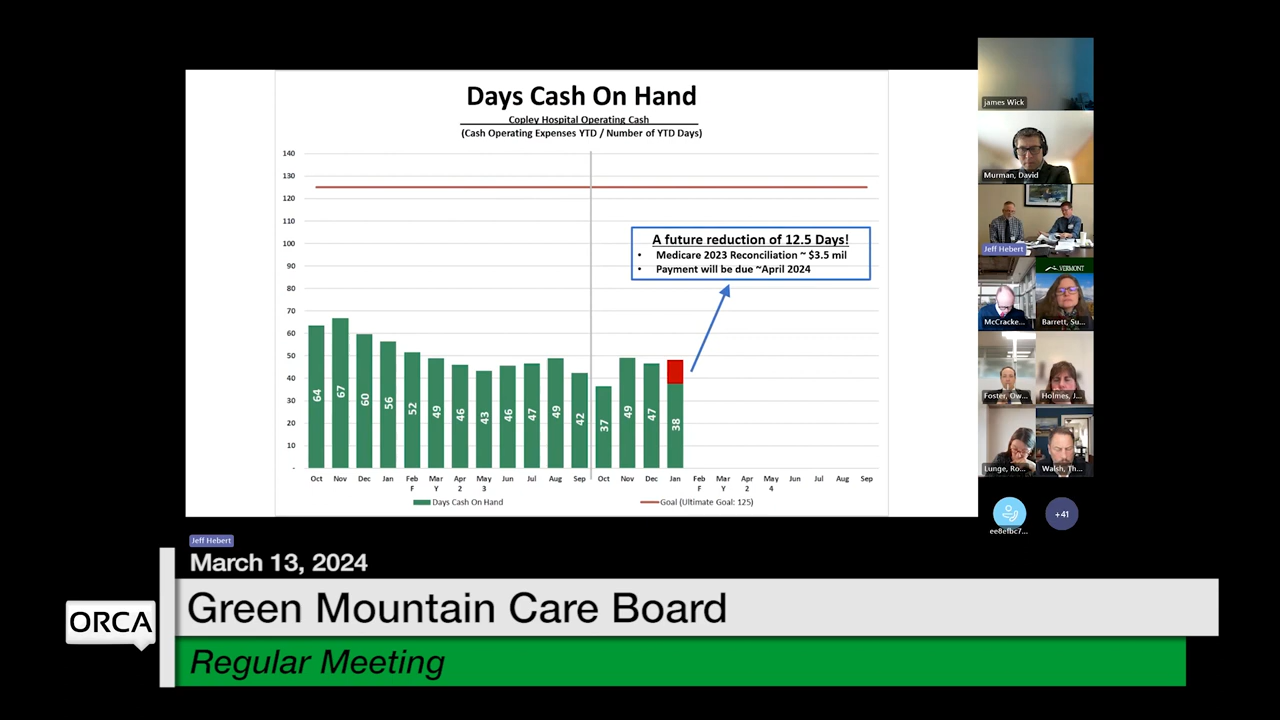 Days Cash On Hand
Copley Hospital Operating Cash
(Cash Operating Expenses YTD / Number of YTD Days)
140
130
120
110
100
90
80
70
60
50
40
30
20
10
-
A future reduction of 12.5 Days!
• Medicare 2023 Reconciliation ~ $3.5 mil
• Payment will be due ~April 2024
64 67 60 56 52 49 46 43 46 47 49 42 37 49 47 38
Oct Nov Dec Jan Feb Mar Apr May Jun Jul Aug Sep Oct Nov Dec Jan Feb Mar Apr May Jun Jul Aug Sep
F Y 2 3 F Y 2 4
Days Cash On Hand
Goal (Ultimate Goal: 125)
james Wick
Murman, David
Jeff Hebert
VERMONT
McCracke...
Barrett, Su...
Foster, Ow...
Holmes, J...
Lunge, Ro...
Walsh, Th...
ee8efbc7...
+41
Jeff Hebert
March 13, 2024
ORCA
Green Mountain Care Board
Regular Meeting